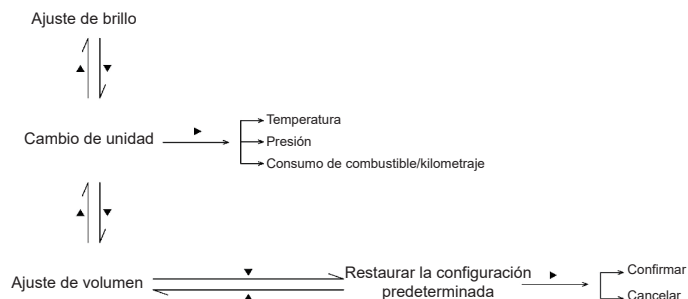 Ajuste de brillo
Cambio de unidad
Temperatura
Presión
Consumo de combustible/kilometraje
Ajuste de volumen
Restaurar la configuración
predeterminada
Confirmar
Cancelar